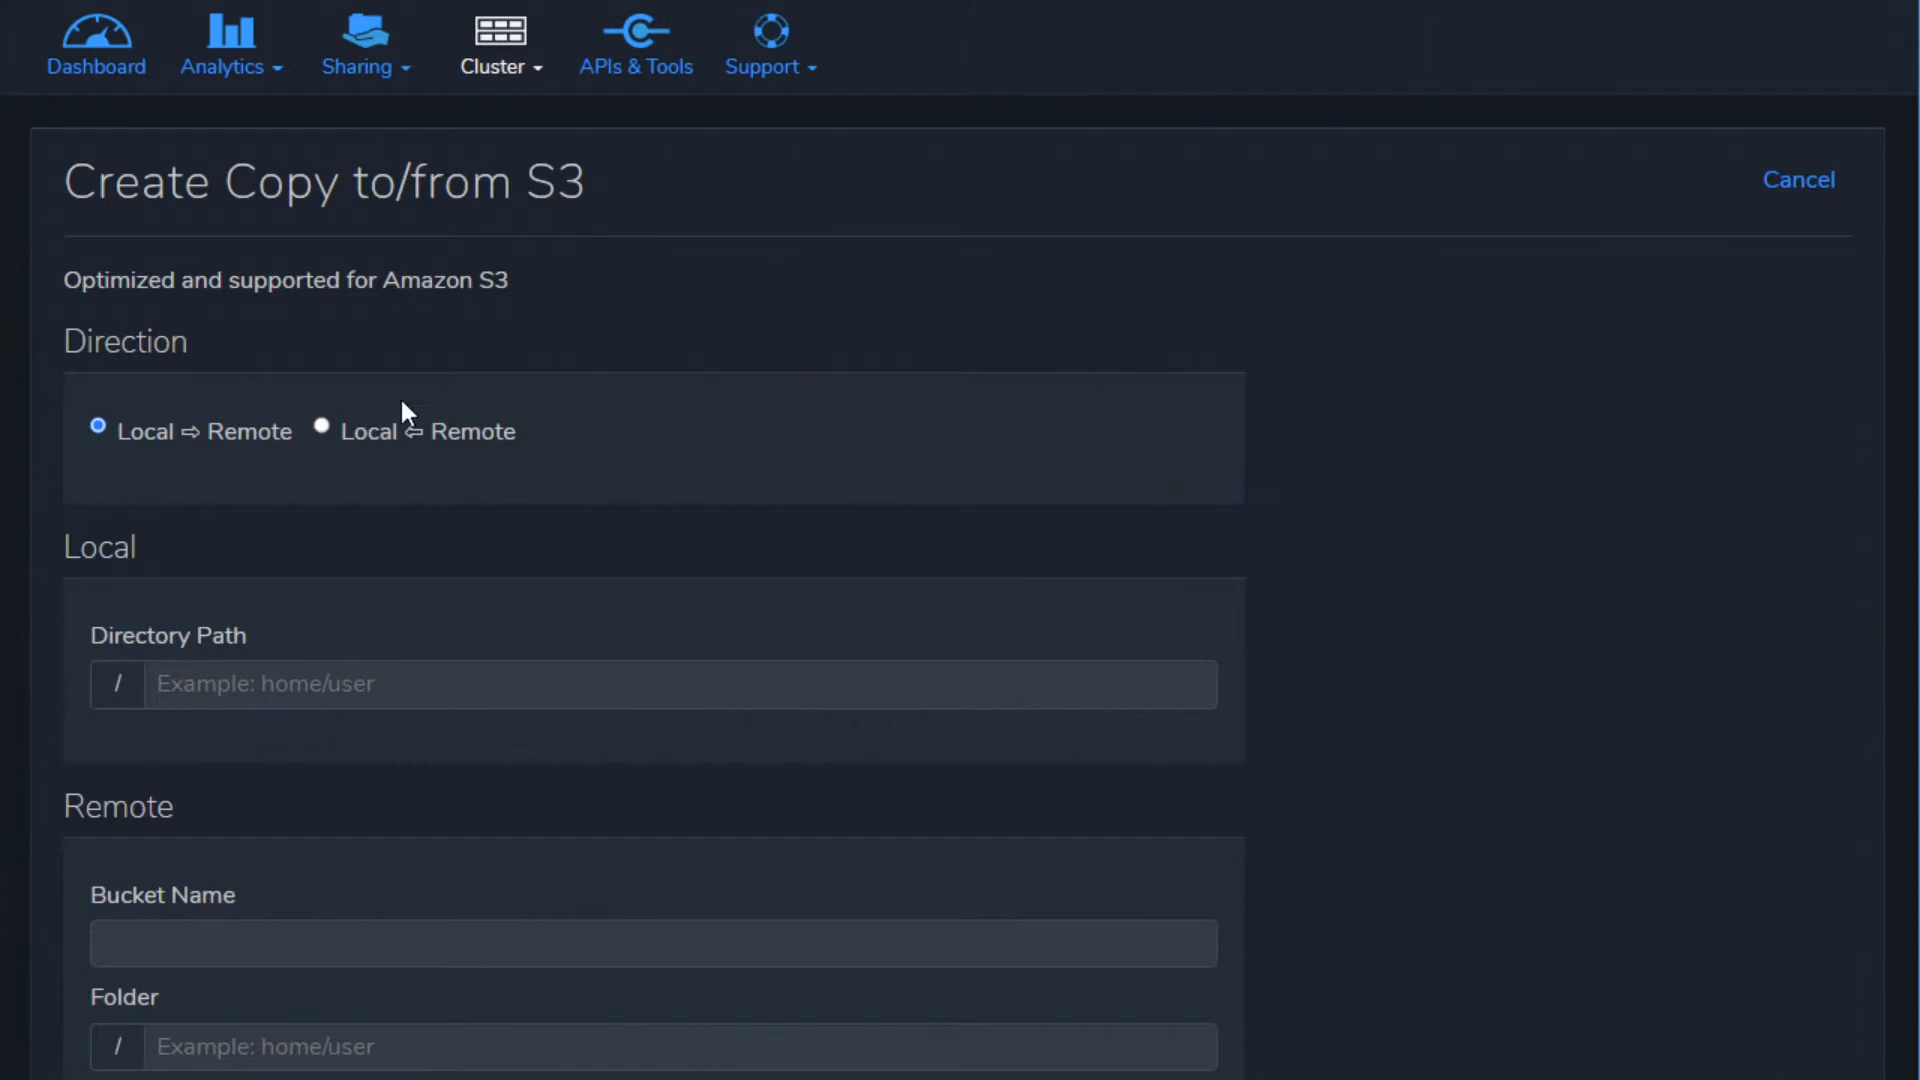 Dashboard Analytics Sharing Cluster APIs & Tools Support
Create Copy to/from S3
Cancel
Optimized and supported for Amazon S3
Direction
Local ⇨ Remote Local ⇦ Remote
Local
Directory Path
/ Example: home/user
Remote
Bucket Name
Folder
/ Example: home/user